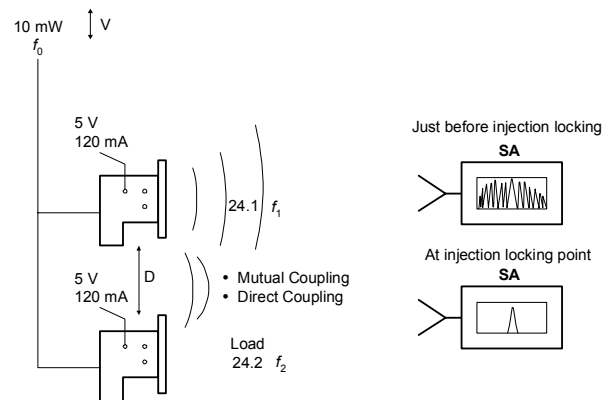 10 mW
V
f0
5 V
120 mA
24.1 f1
D
• Mutual Coupling
• Direct Coupling
5 V
120 mA
Load
24.2 f2
Just before injection locking
SA
At injection locking point
SA